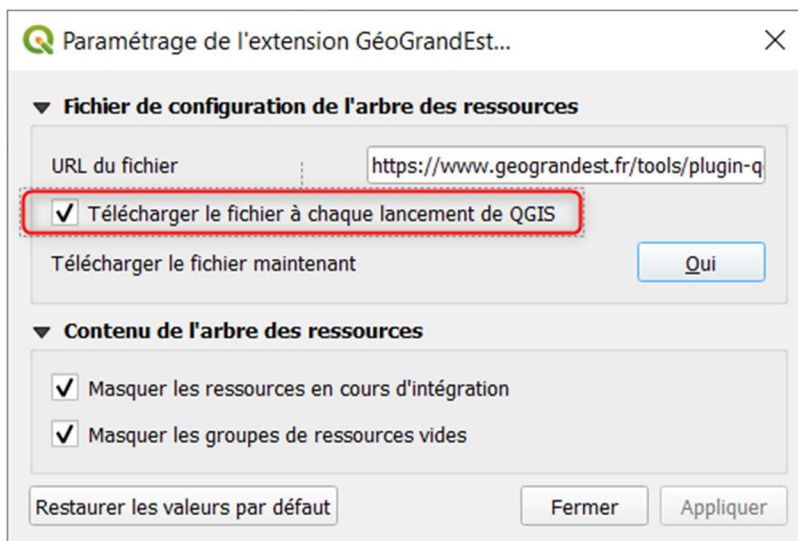 Paramétrage de l'extension GéoGrandEst...
Fichier de configuration de l'arbre des ressources
URL du fichier https://www.geograndest.fr/tools/plugin-q
Télécharger le fichier à chaque lancement de QGIS
Télécharger le fichier maintenant Qui
Contenu de l'arbre des ressources
Masquer les ressources en cours d'intégration
Masquer les groupes de ressources vides
Restaurer les valeurs par défaut Fermer Appliquer